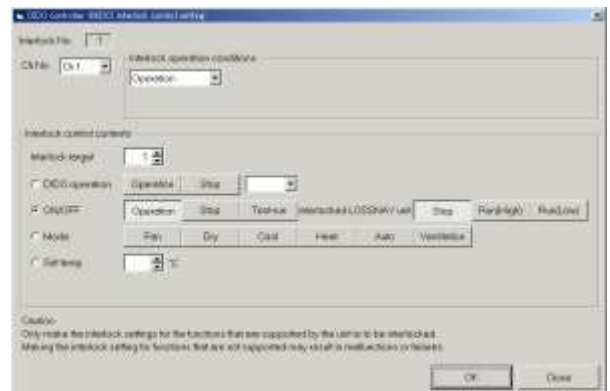 DIDO controller (MIDO) Interlock control setting
Interlock No. 1
Ch No. Ch 1
Interlock operation conditions
Operation
Interlock control contents
Interlock target 1
DIDO operation Operation Stop
ON/OFF Operation Stop Test-run Interlocked LOSSNAY unit Stop Run(High) Run(Low)
Mode Fan Dry Cool Heat Auto Ventilation
Set temp. °C
Caution
Only make the interlock settings for the functions that are supported by the unit to be interlocked.
Making the interlock setting for functions that are not supported may result in malfunctions or failures.
OK Close